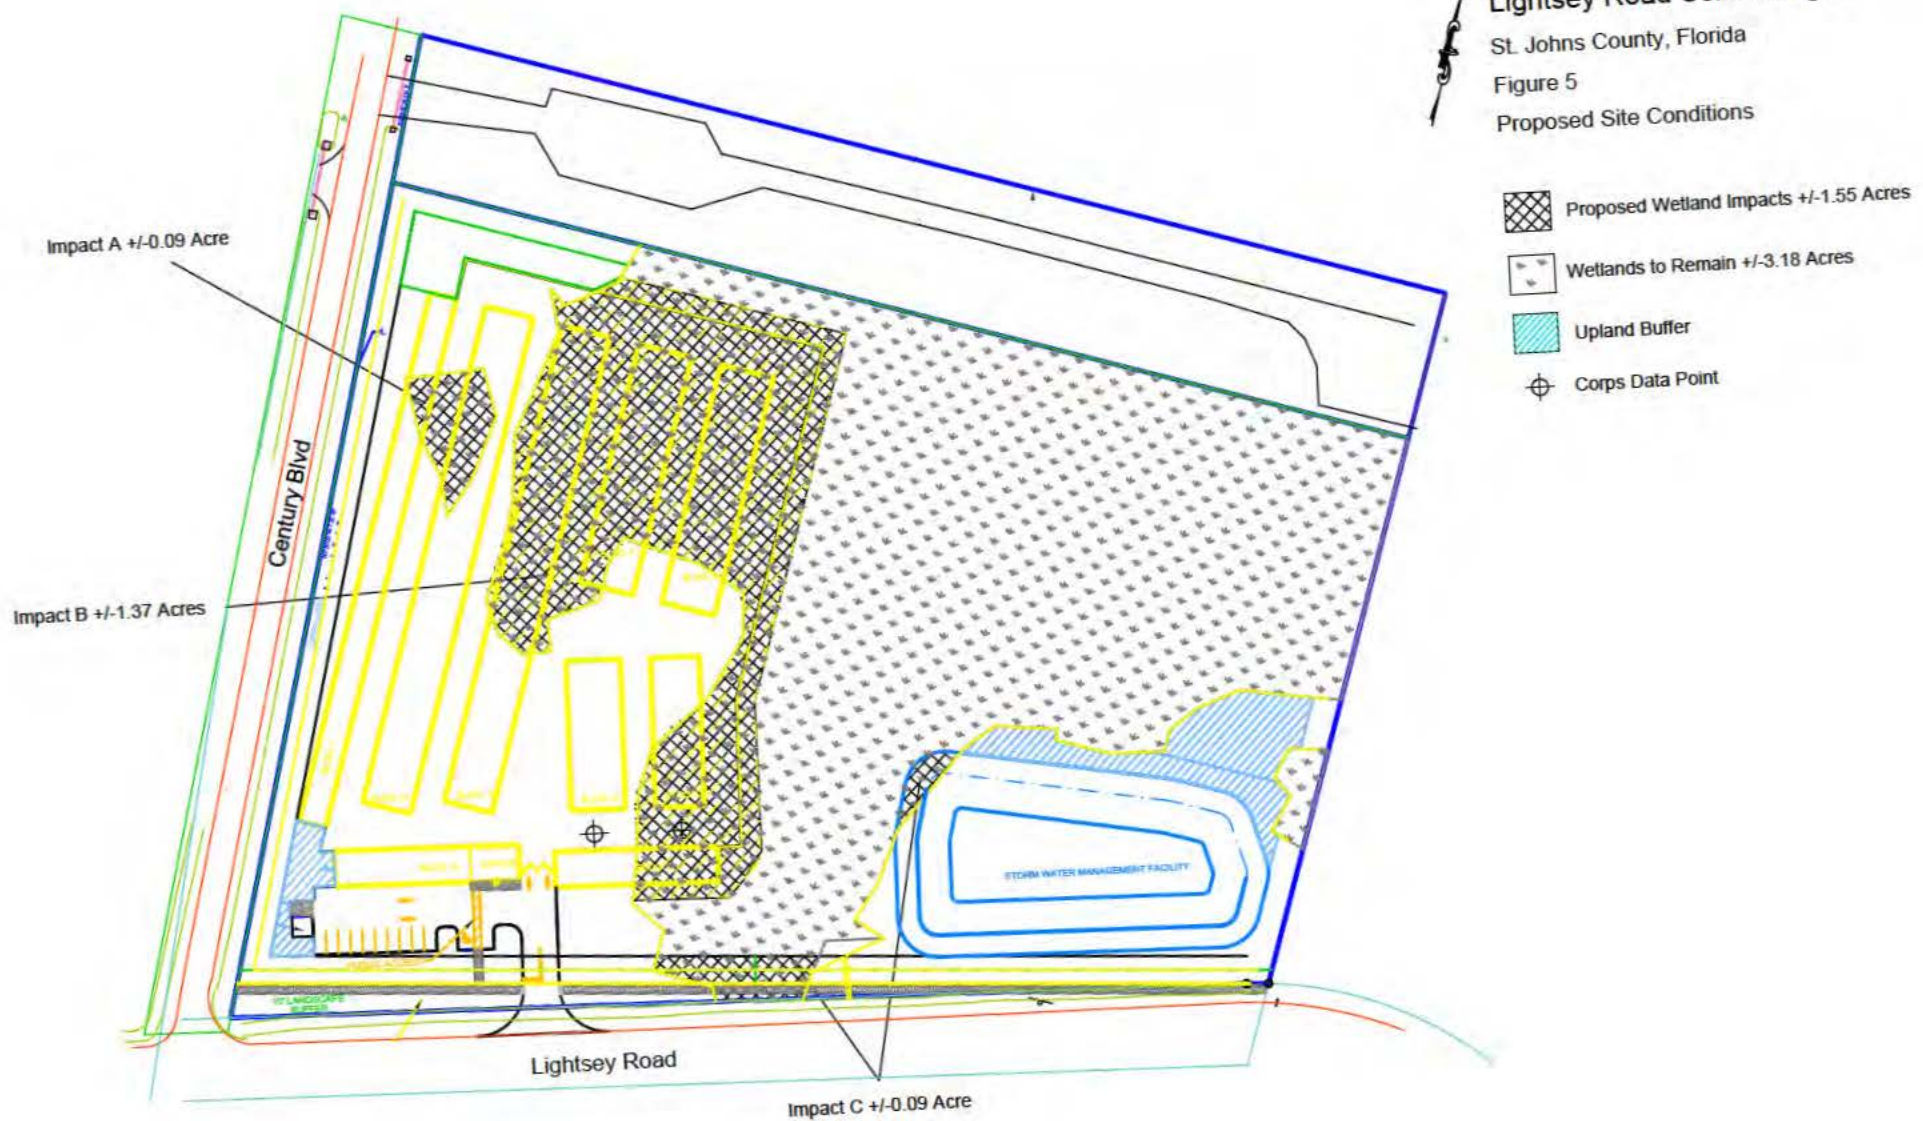 Lightsey Road
St. Johns County, Florida
Figure 5
Proposed Site Conditions
Proposed Wetland Impacts +/-1.55 Acres
Wetlands to Remain +/-3.18 Acres
Upland Buffer
Corps Data Point
Impact A +/-0.09 Acre
Century Blvd
Impact B +/-1.37 Acres
STORM WATER MANAGEMENT FACILITY
LANDSCAPE
BUFFER
Lightsey Road
Impact C +/-0.09 Acre